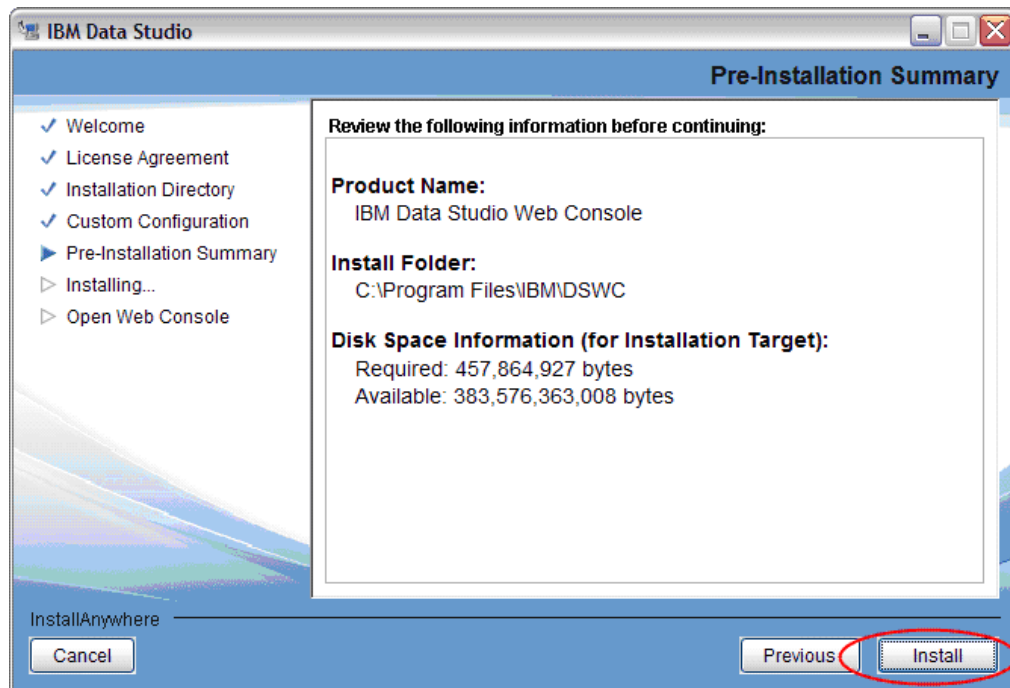 IBM Data Studio
Pre-Installation Summary
Welcome
License Agreement
Installation Directory
Custom Configuration
Pre-Installation Summary
Installing...
Open Web Console
Review the following information before continuing:
Product Name:
IBM Data Studio Web Console
Install Folder:
C:\Program Files\IBM\DSWC
Disk Space Information (for Installation Target):
Required: 457,864,927 bytes
Available: 383,576,363,008 bytes
InstallAnywhere
Cancel
Previous
Install